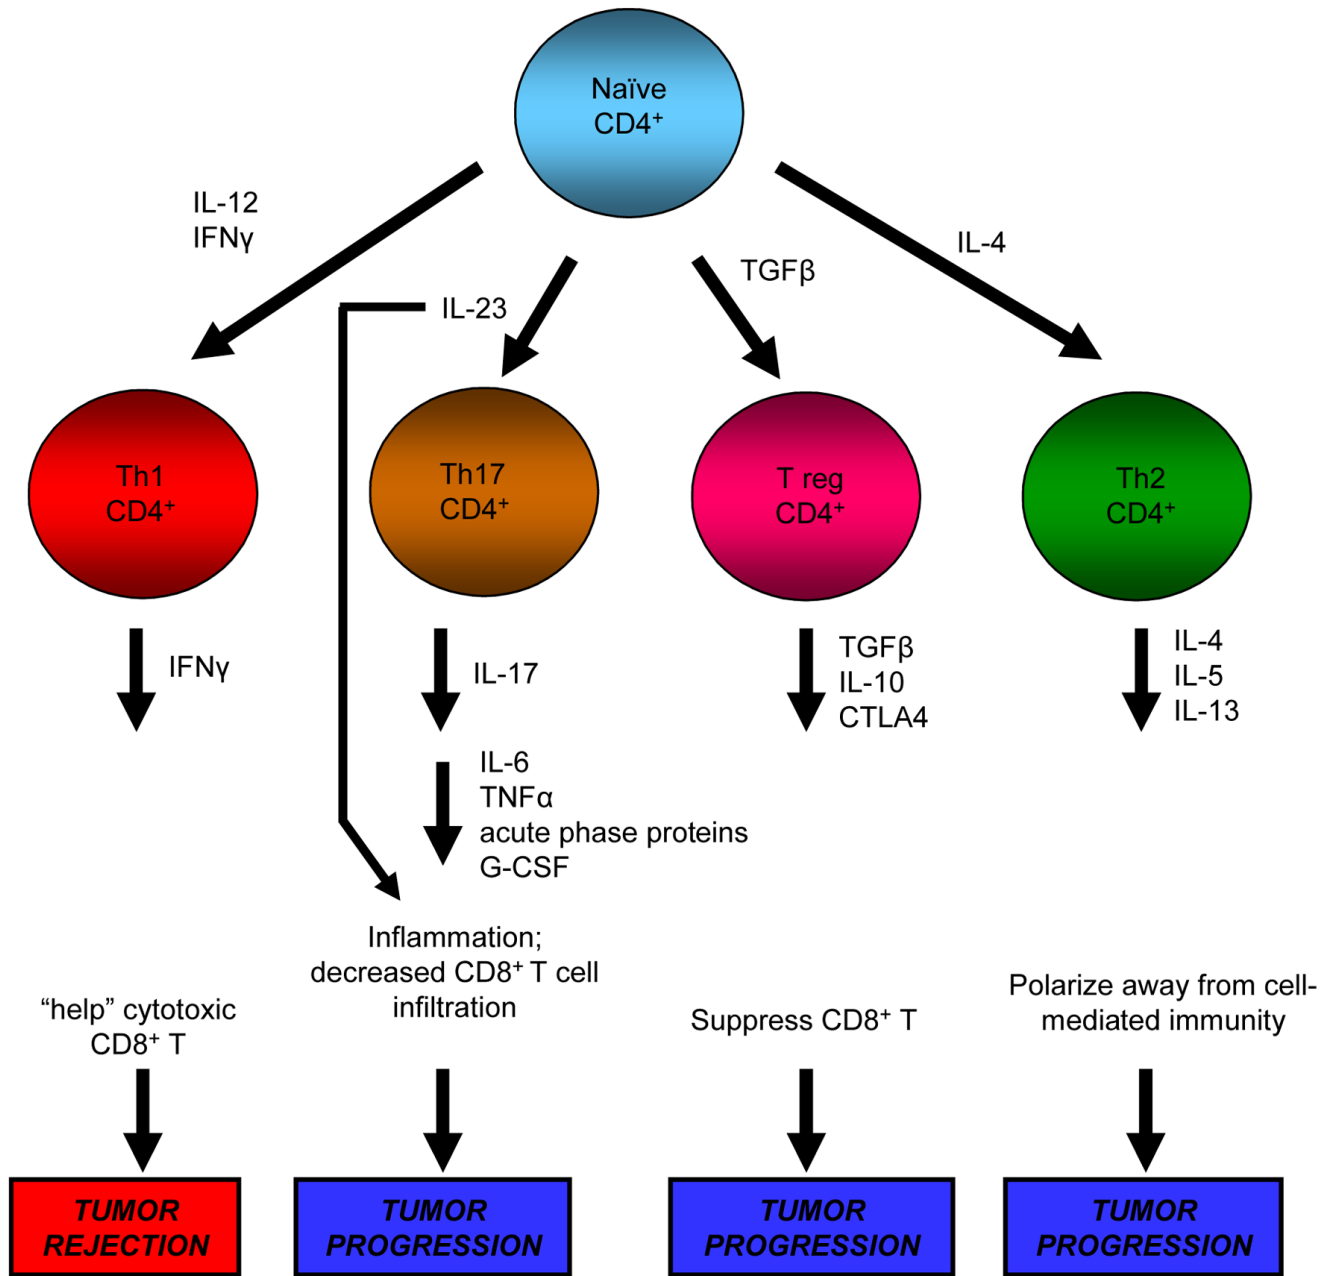 Naïve
CD4⁺
IL-12
IFNγ
IL-23
TGFβ
IL-4
Th1
CD4⁺
Th17
CD4⁺
T reg
CD4⁺
Th2
CD4⁺
IFNγ
IL-17
TGFβ
IL-10
CTLA4
IL-4
IL-5
IL-13
IL-6
TNFα
acute phase proteins
G-CSF
Inflammation;
decreased CD8⁺ T cell
infiltration
“help” cytotoxic
CD8⁺ T
Suppress CD8⁺ T
Polarize away from cell-
mediated immunity
TUMOR
REJECTION
TUMOR
PROGRESSION
TUMOR
PROGRESSION
TUMOR
PROGRESSION